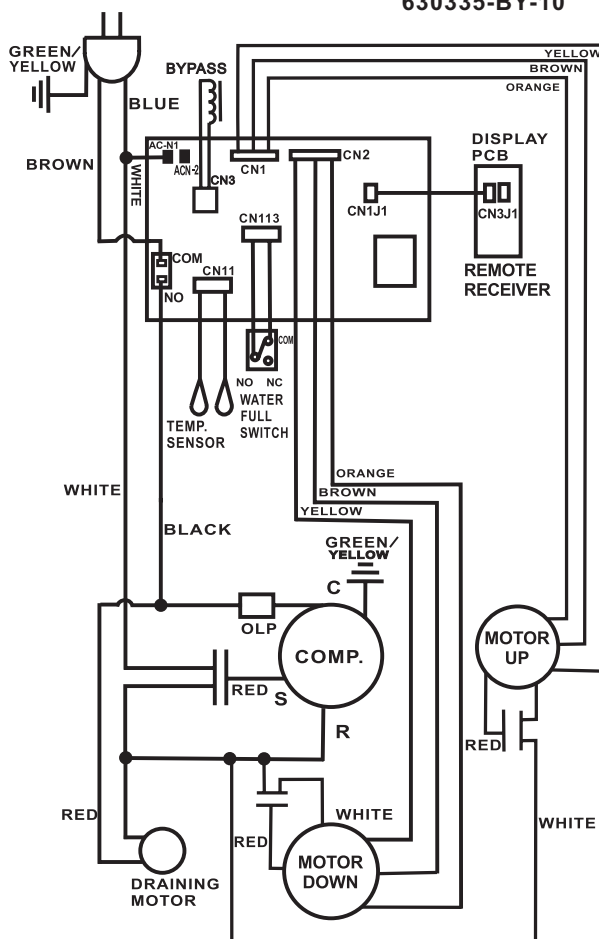 630335-BY-10
GREEN/
YELLOW
BYPASS
YELLOW
BROWN
ORANGE
BLUE
BROWN
AC-N1
ACN-2
WHITE
CN3
CN1
CN2
DISPLAY
PCB
CN1J1
CN3J1
CN113
COM
CN11
NO
REMOTE
RECEIVER
COM
NO NC
WATER
FULL
SWITCH
TEMP.
SENSOR
ORANGE
BROWN
YELLOW
WHITE
BLACK
GREEN/
YELLOW
C
OLP
COMP.
MOTOR
UP
RED
S
R
RED
WHITE
RED
RED
WHITE
MOTOR
DOWN
DRAINING
MOTOR